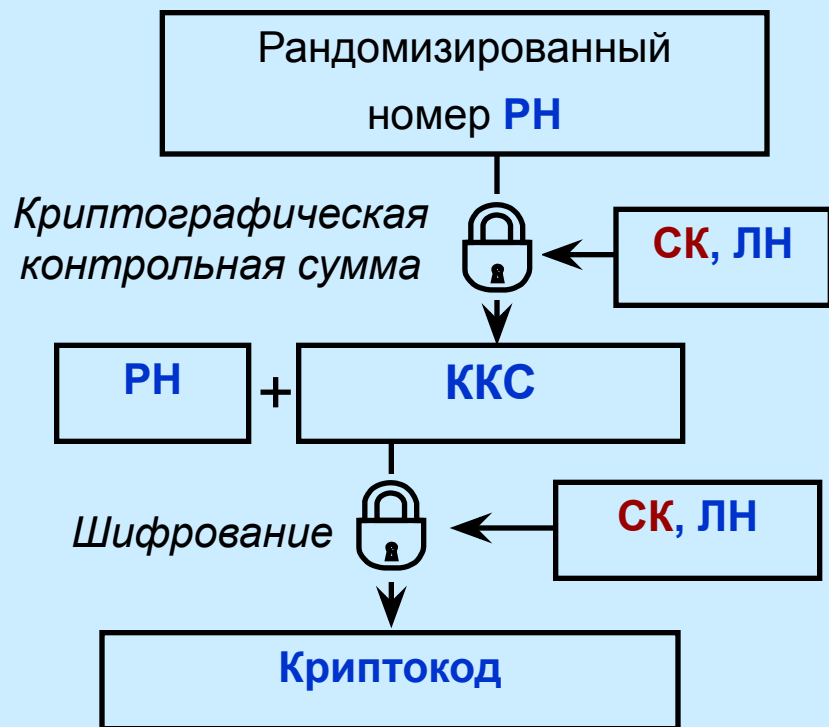 Рандомизированный
номер РН
Криптографическая
контрольная сумма
СК, ЛН
РН + ККС
Шифрование
СК, ЛН
Криптокод